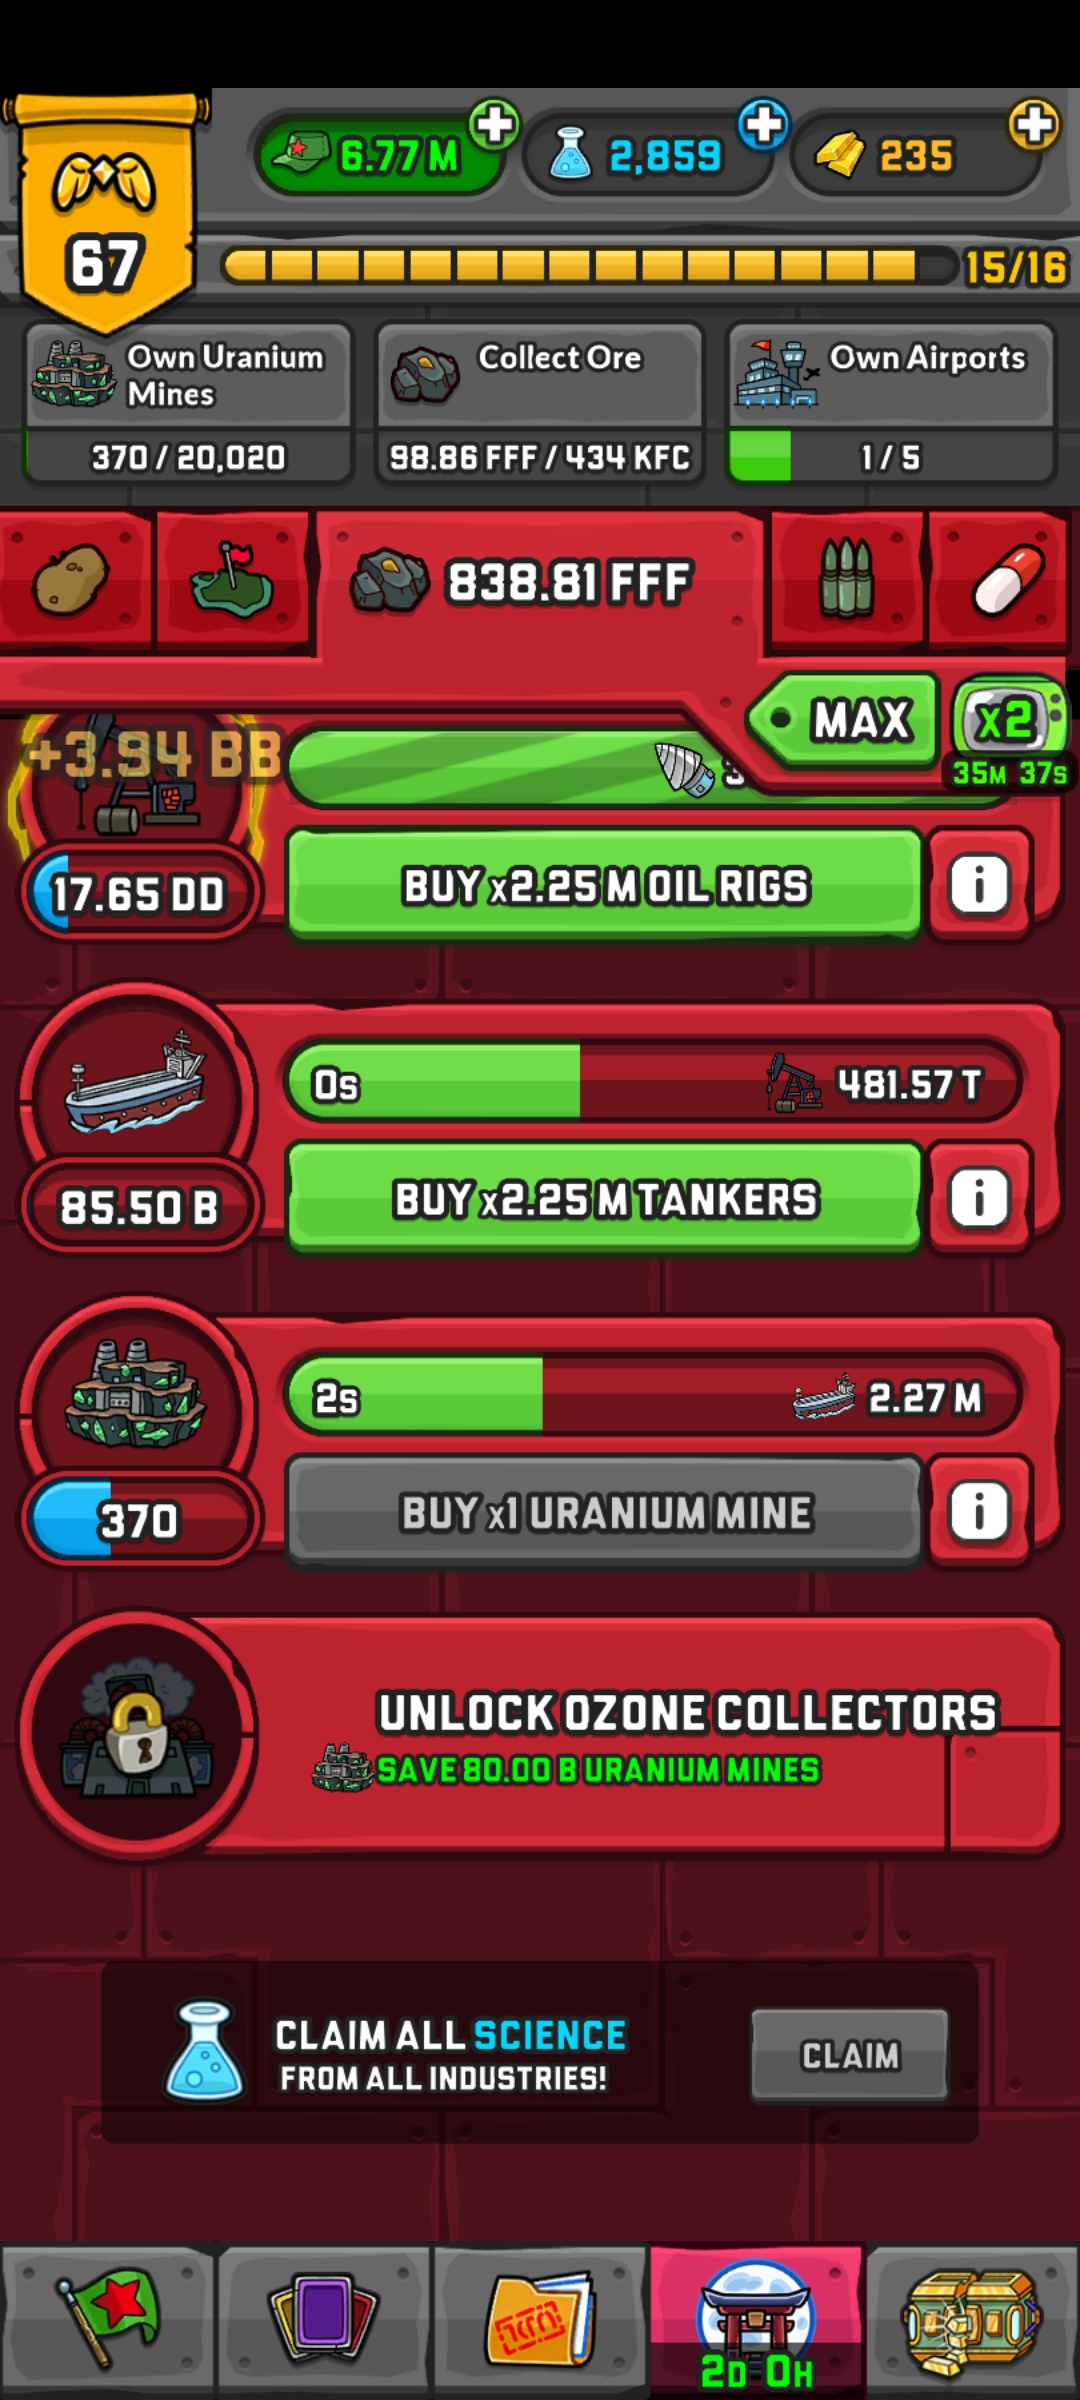 6.77 M
2,859
235
67
15/16
Own Uranium
Mines
Collect Ore
Own Airports
370 / 20,020
98.86 FFF / 434 KFC
1 / 5
838.81 FFF
MAX
x2
35M 37S
+3.94 BB
17.65 DD
BUY x2.25 M OIL RIGS
i
0s
481.57 T
85.50 B
BUY x2.25 M TANKERS
i
2s
2.27 M
370
BUY x1 URANIUM MINE
i
UNLOCK OZONE COLLECTORS
SAVE 80.00 B URANIUM MINES
CLAIM ALL SCIENCE
FROM ALL INDUSTRIES!
CLAIM
2D 0H